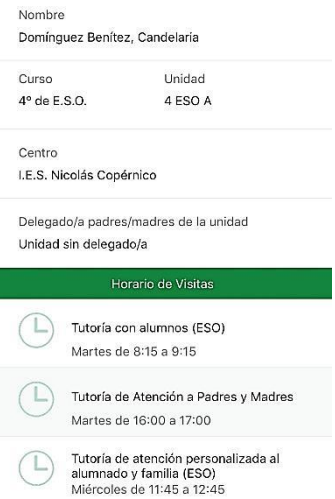 Nombre
Domínguez Benítez, Candelaría
Curso
Unidad
4º de E.S.O.
4 ESO A
Centro
I.E.S. Nicolás Copérnico
Delegado/a padres/madres de la unidad
Unidad sin delegado/a
Horario de Visitas
Tutoría con alumnos (ESO)
Martes de 8:15 a 9:15
Tutoría de Atención a Padres y Madres
Martes de 16:00 a 17:00
Tutoría de atención personalizada al
alumnado y familia (ESO)
Miércoles de 11:45 a 12:45